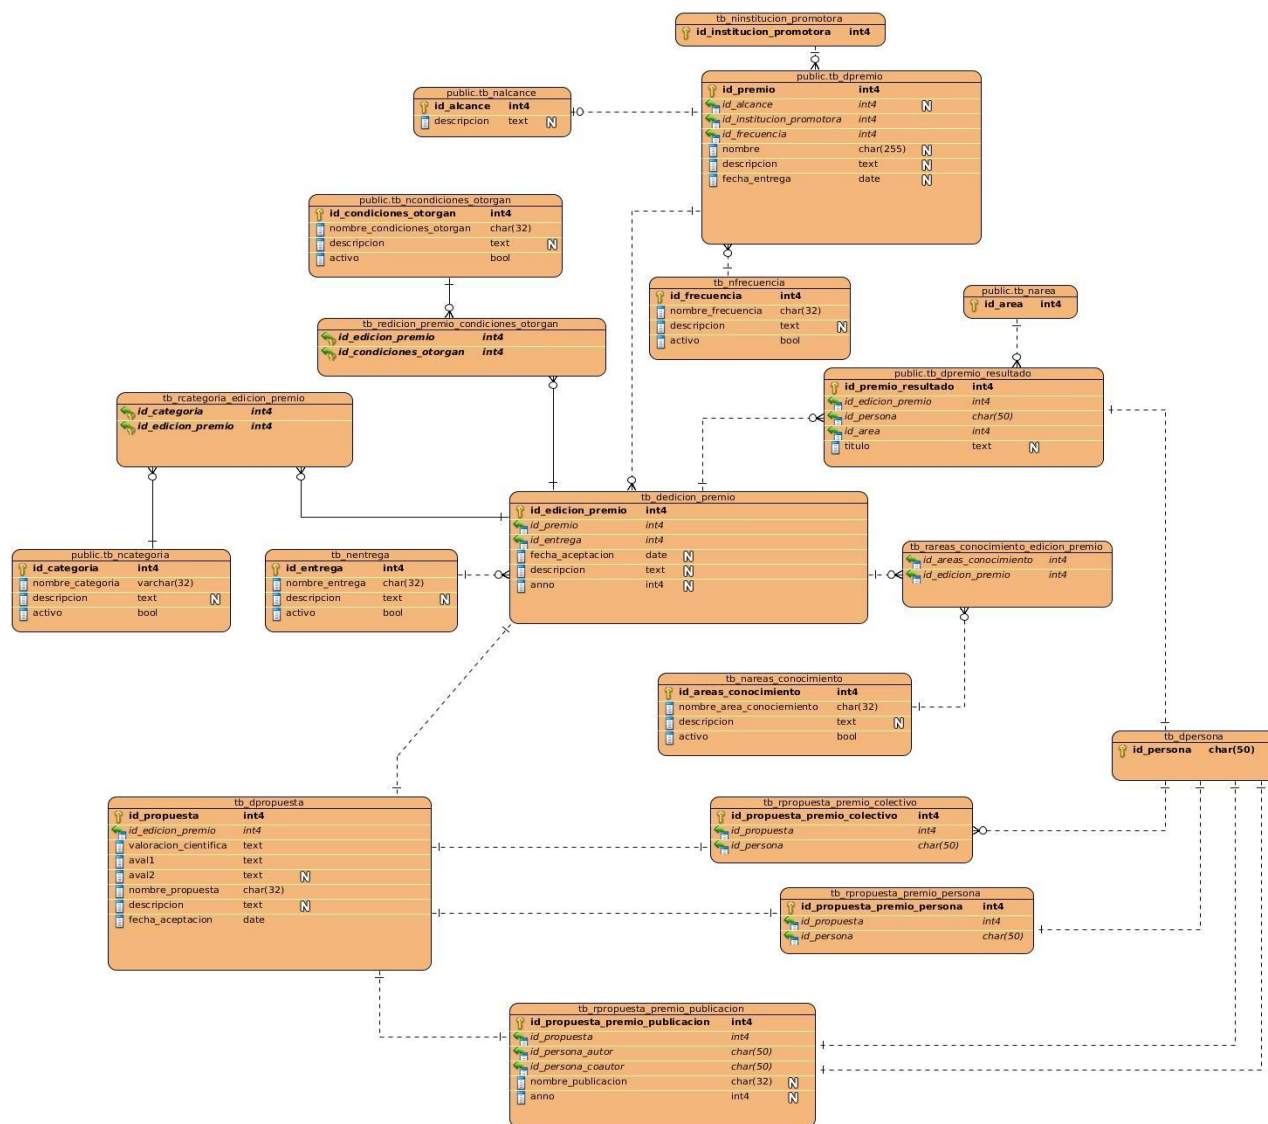 tb_ninstitucion_promotora
id_institucion_promotora int4
public.tb_dpremio
id_premio int4
id_alcance int4 N
id_institucion_promotora int4
id_frecuencia int4
nombre char(255) N
descripcion text N
fecha_entrega date N
public.tb_nalcance
id_alcance int4
descripcion text N
public.tb_ncondiciones_otorgan
id_condiciones_otorgan int4
nombre_condiciones_otorgan char(32)
descripcion text N
activo bool
tb_nfrecuencia
id_frecuencia int4
nombre_frecuencia char(32)
descripcion text N
activo bool
public.tb_narea
id_area int4
tb_redicion_premio_condiciones_otorgan
id_edicion_premio int4
id_condiciones_otorgan int4
public.tb_dpremio_resultado
id_premio_resultado int4
id_edicion_premio int4
id_persona char(50)
id_area int4
titulo text N
tb_rcategoria_edicion_premio
id_categoria int4
id_edicion_premio int4
tb_dedicion_premio
id_edicion_premio int4
id_premio int4
id_entrega int4
fecha_aceptacion date N
descripcion text N
anno int4 N
public.tb_ncategoria
id_categoria int4
nombre_categoria varchar(32)
descripcion text N
activo bool
tb_nentrega
id_entrega int4
nombre_entrega char(32)
descripcion text N
activo bool
tb_rareas_conocimiento_edicion_premio
id_areas_conocimiento int4
id_edicion_premio int4
tb_nareas_conocimiento
id_areas_conocimiento int4
nombre_area_conociemiento char(32)
descripcion text N
activo bool
tb_dpersona
id_persona char(50)
tb_dpropuesta
id_propuesta int4
id_edicion_premio int4
valoracion_cientifica text
aval1 text
aval2 text N
nombre_propuesta char(32)
descripcion text N
fecha_aceptacion date
tb_rpropuesta_premio_colectivo
id_propuesta_premio_colectivo int4
id_propuesta int4
id_persona char(50)
tb_rpropuesta_premio_persona
id_propuesta_premio_persona int4
id_propuesta int4
id_persona char(50)
tb_rpropuesta_premio_publicacion
id_propuesta_premio_publicacion int4
id_propuesta int4
id_persona_autor char(50)
id_persona_coautor char(50)
nombre_publicacion char(32) N
anno int4 N